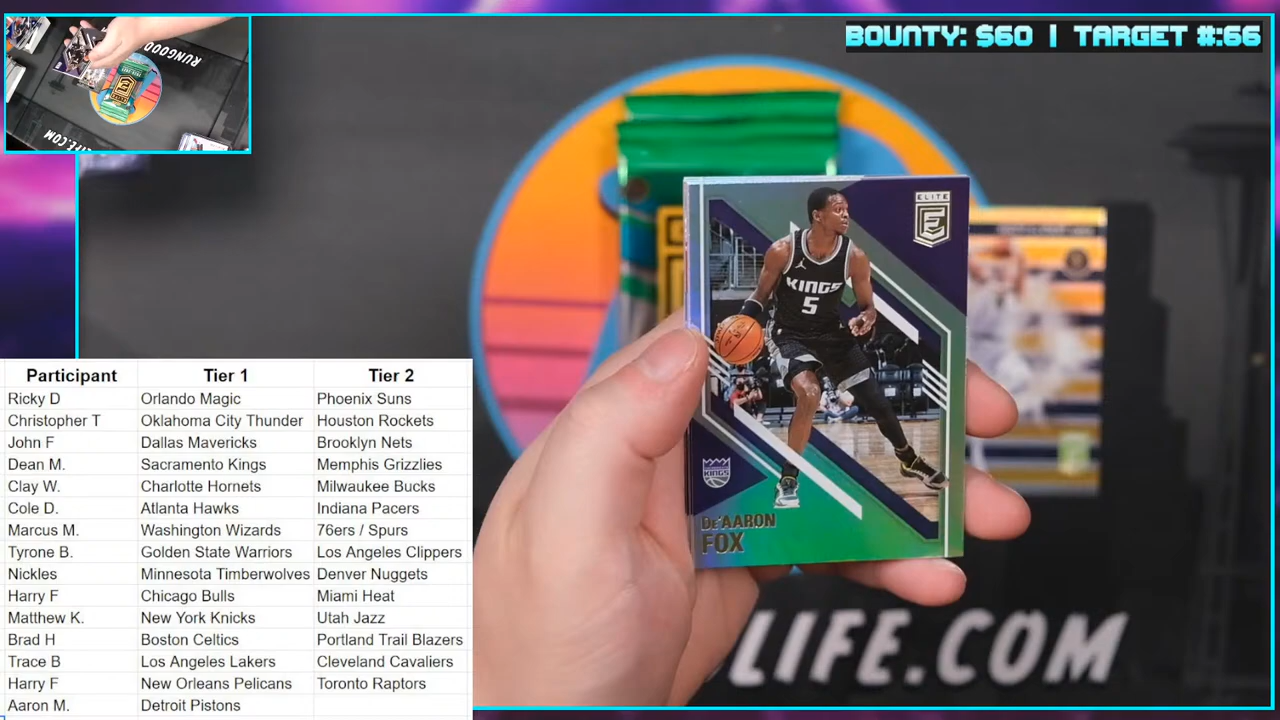 RUNGOOD
.COM
BOUNTY: $60 | TARGET #:66
ELITE
E
KINGS
5
KINGS
DE'AARON
FOX
LIFE.COM
Participant Tier 1 Tier 2
Ricky D Orlando Magic Phoenix Suns
Christopher T Oklahoma City Thunder Houston Rockets
John F Dallas Mavericks Brooklyn Nets
Dean M. Sacramento Kings Memphis Grizzlies
Clay W. Charlotte Hornets Milwaukee Bucks
Cole D. Atlanta Hawks Indiana Pacers
Marcus M. Washington Wizards 76ers / Spurs
Tyrone B. Golden State Warriors Los Angeles Clippers
Nickles Minnesota Timberwolves Denver Nuggets
Harry F Chicago Bulls Miami Heat
Matthew K. New York Knicks Utah Jazz
Brad H Boston Celtics Portland Trail Blazers
Trace B Los Angeles Lakers Cleveland Cavaliers
Harry F New Orleans Pelicans Toronto Raptors
Aaron M. Detroit Pistons